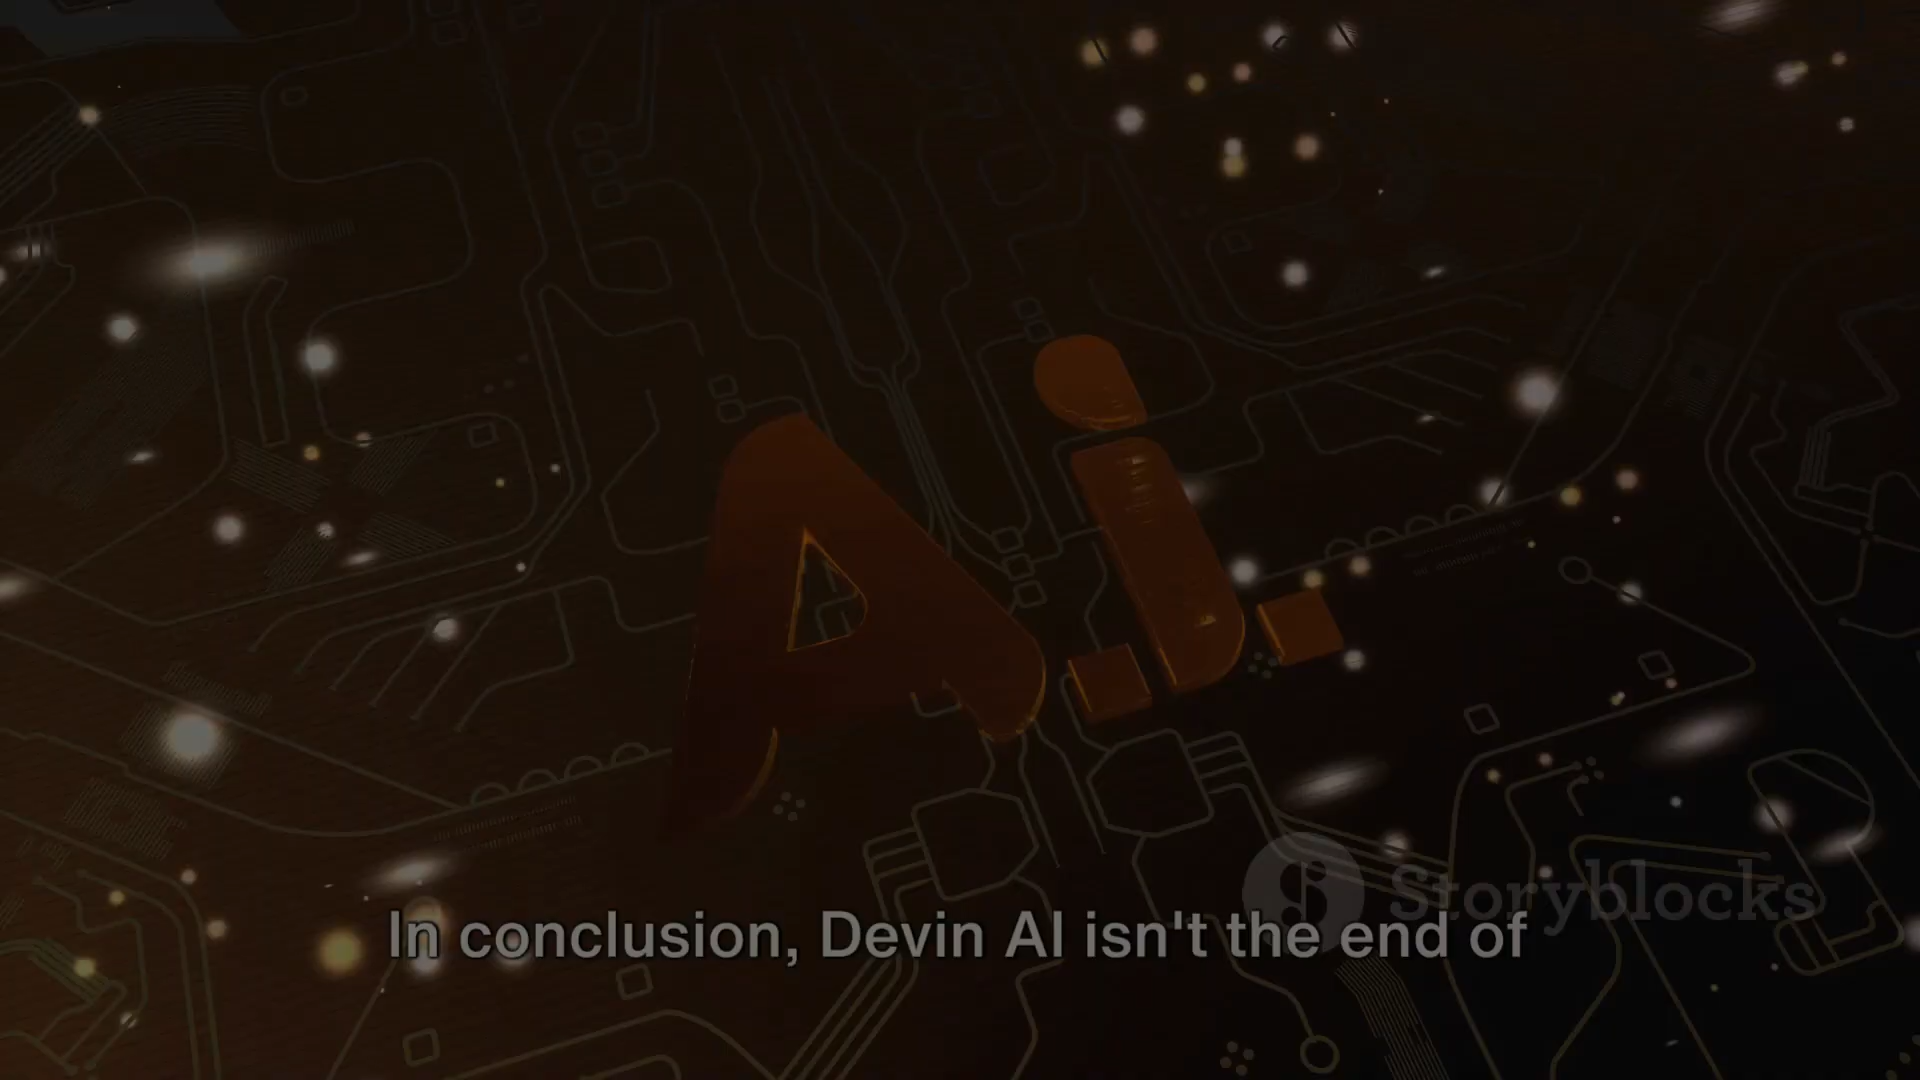 A.i.
Storyblocks
In conclusion, Devin AI isn't the end of